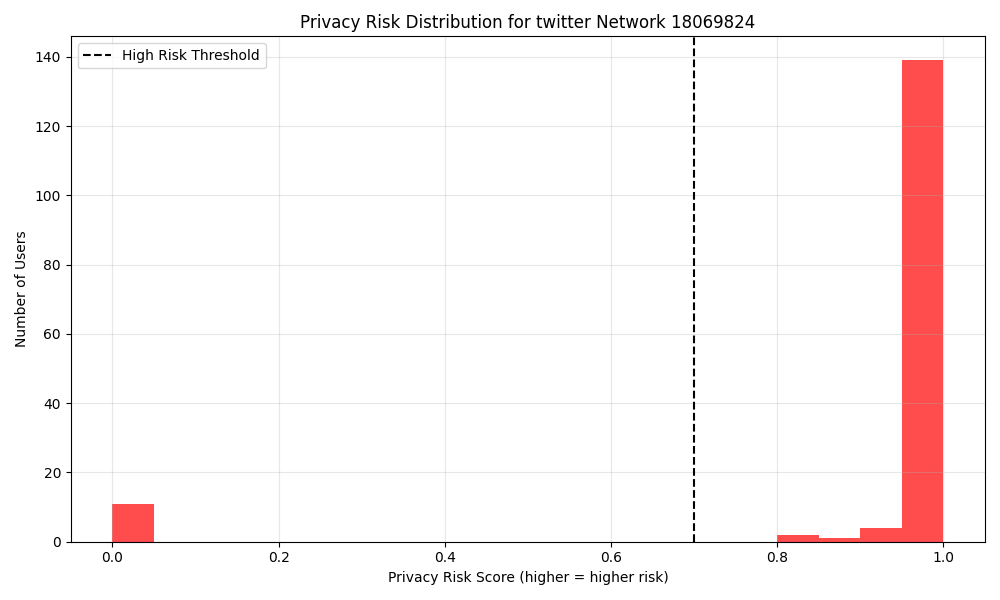 Privacy Risk Distribution for twitter Network 18069824
High Risk Threshold
140
120
100
80
60
40
20
0
Number of Users
0.0 0.2 0.4 0.6 0.8 1.0
Privacy Risk Score (higher = higher risk)